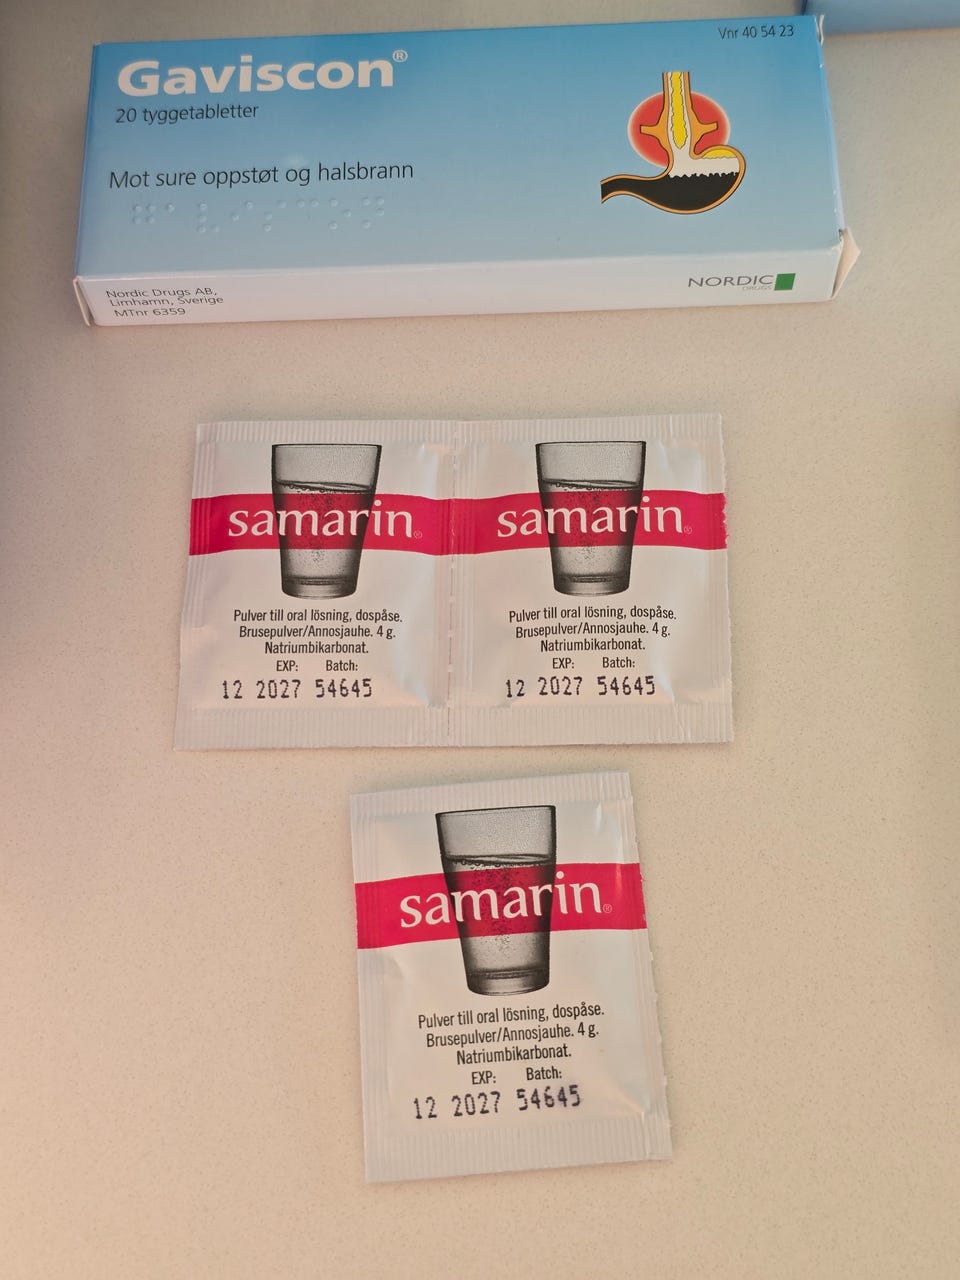 Vnr 40 54 23
Gaviscon®
20 tyggetabletter
Mot sure oppstøt og halsbrann
Nordic Drugs AB,
Limhamn, Sverige
MTnr 6359
NORDIC
DRUGS
samarin®
Pulver till oral lösning, dospåse.
Brusepulver/Annosjauhe. 4 g.
Natriumbikarbonat.
EXP: Batch:
12 2027 54645
samarin®
Pulver till oral lösning, dospåse.
Brusepulver/Annosjauhe. 4 g.
Natriumbikarbonat.
EXP: Batch:
12 2027 54645
samarin®
Pulver till oral lösning, dospåse.
Brusepulver/Annosjauhe. 4 g.
Natriumbikarbonat.
EXP: Batch:
12 2027 54645